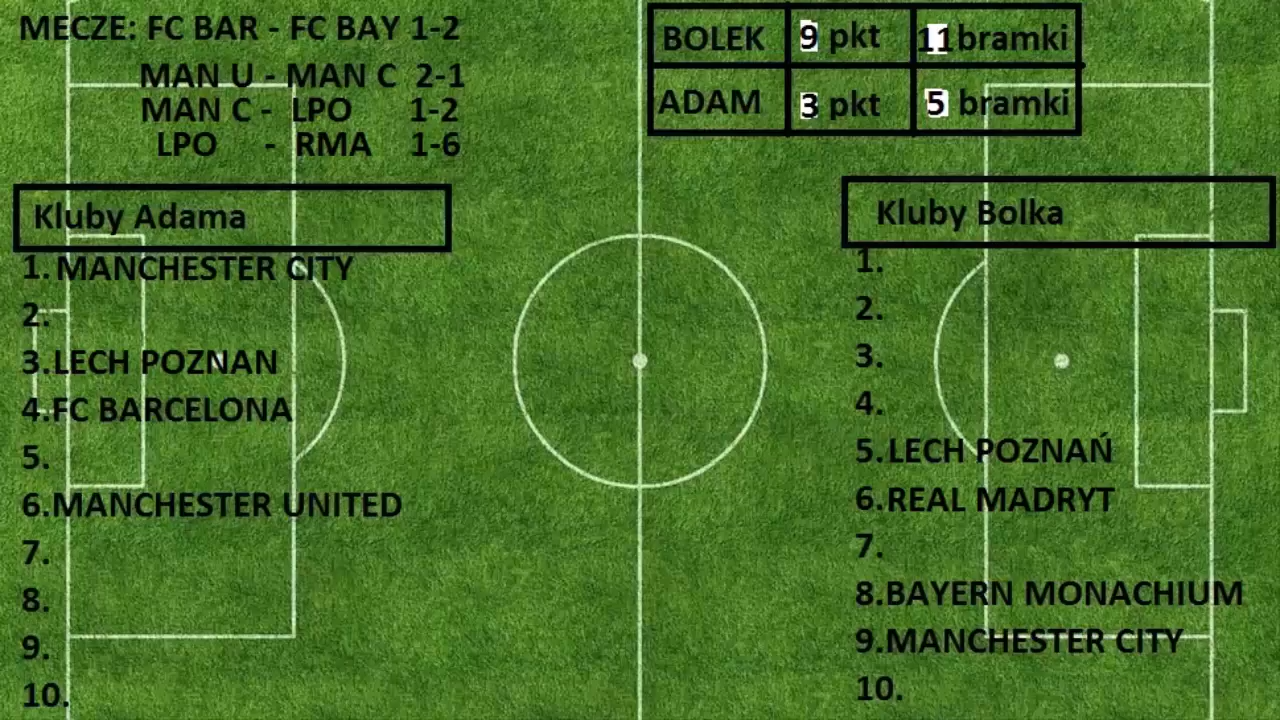 MECZE: FC BAR - FC BAY 1-2
MAN U - MAN C 2-1
MAN C - LPO 1-2
LPO - RMA 1-6
BOLEK 9 pkt 11 bramki
ADAM 3 pkt 5 bramki
Kluby Adama
1. MANCHESTER CITY
2.
3.LECH POZNAN
4.FC BARCELONA
5.
6.MANCHESTER UNITED
7.
8.
9.
10.
Kluby Bolka
1.
2.
3.
4.
5.LECH POZNAŃ
6.REAL MADRYT
7.
8.BAYERN MONACHIUM
9.MANCHESTER CITY
10.